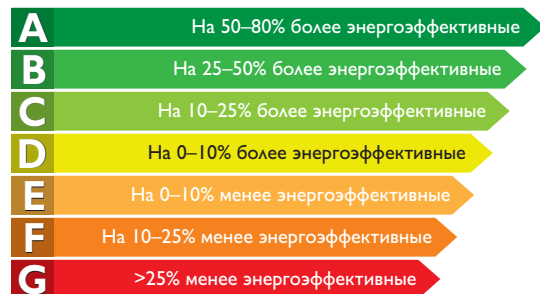 A На 50–80% более энергоэффективные
B На 25–50% более энергоэффективные
C На 10–25% более энергоэффективные
D На 0–10% более энергоэффективные
E На 0–10% менее энергоэффективные
F На 10–25% менее энергоэффективные
G >25% менее энергоэффективные